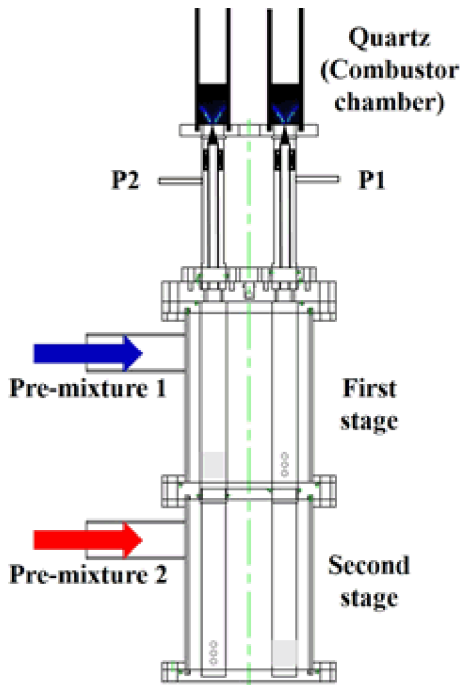 Quartz
(Combustor
chamber)
P2
P1
Pre-mixture 1
First
stage
Pre-mixture 2
Second
stage